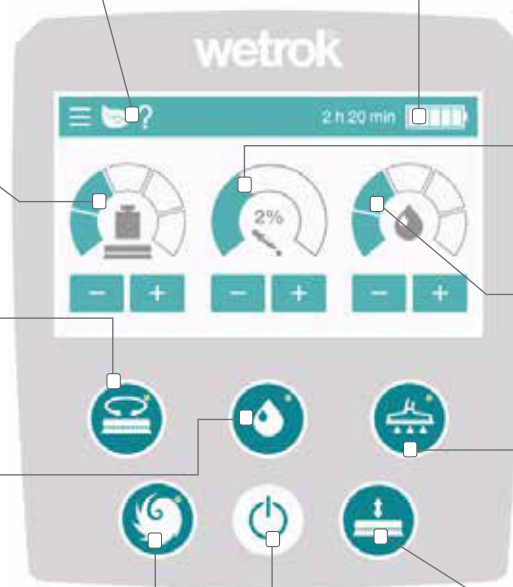 wetrok
?
2 h 20 min
2%
− + − + − +